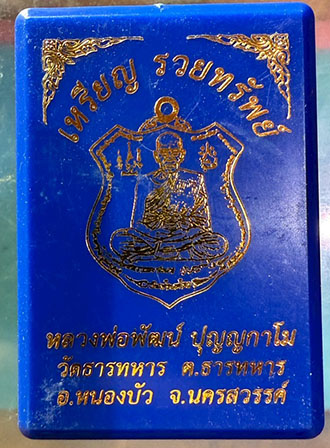 เหรียญ รวยทรัพย์
หลวงพ่อพัฒน์ ปุญญกาโม
วัดธารทหาร ต.ธารทหาร
อ.หนองบัว จ.นครสวรรค์